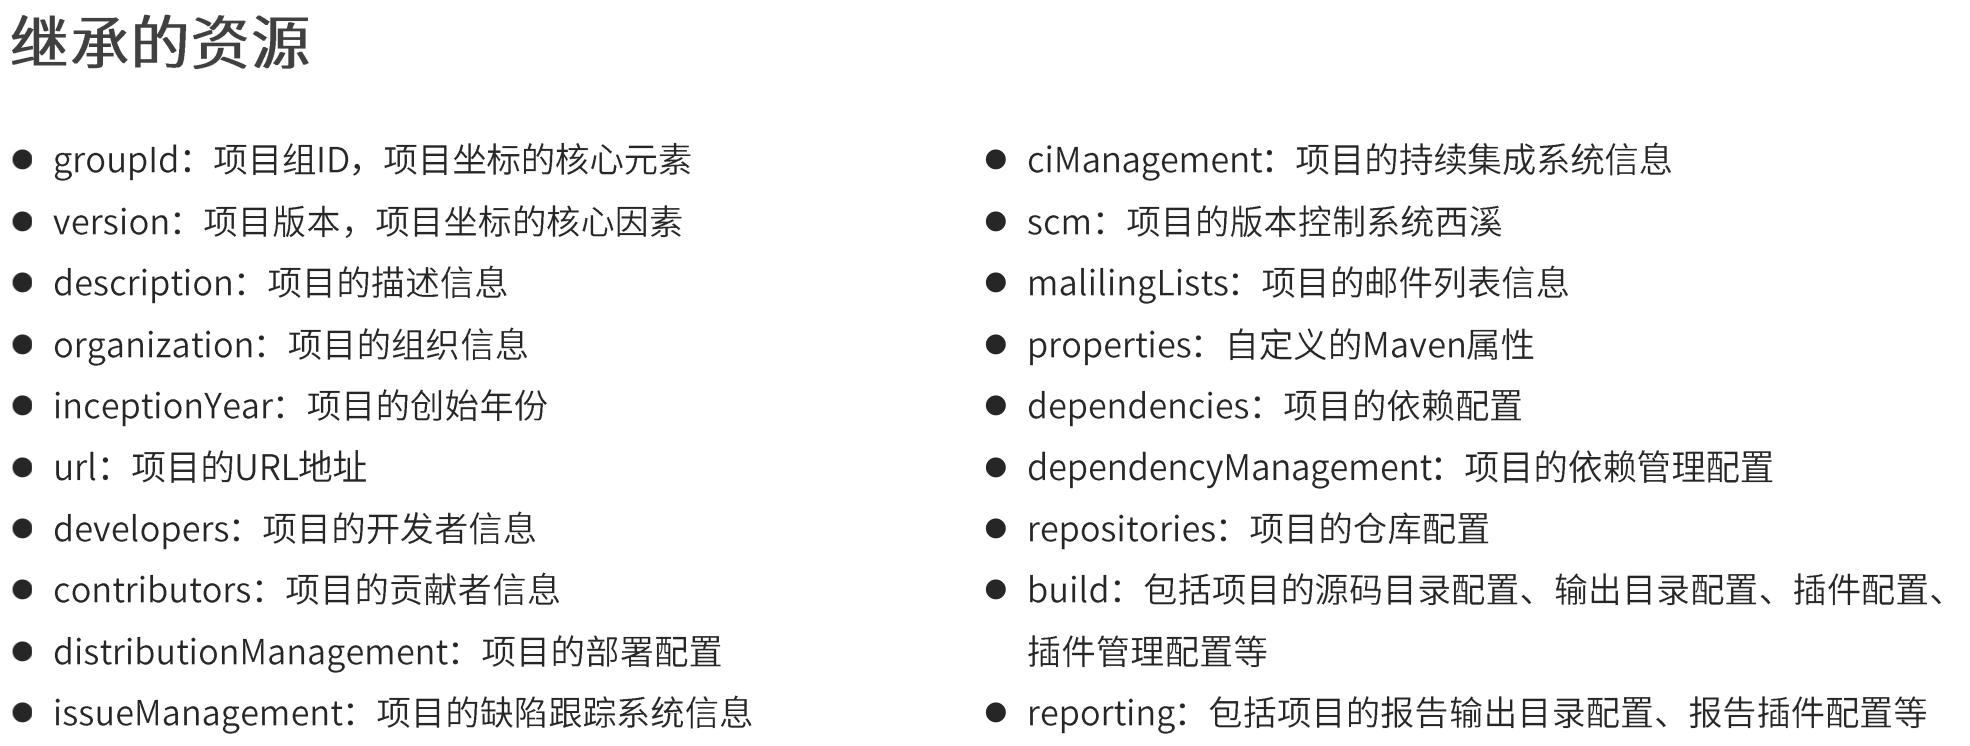 继承的资源
● groupId：项目组ID，项目坐标的核心元素
● version：项目版本，项目坐标的核心因素
● description：项目的描述信息
● organization：项目的组织信息
● inceptionYear：项目的创始年份
● url：项目的URL地址
● developers：项目的开发者信息
● contributors：项目的贡献者信息
● distributionManagement：项目的部署配置
● issueManagement：项目的缺陷跟踪系统信息
● ciManagement：项目的持续集成系统信息
● scm：项目的版本控制系统西溪
● malilingLists：项目的邮件列表信息
● properties：自定义的Maven属性
● dependencies：项目的依赖配置
● dependencyManagement：项目的依赖管理配置
● repositories：项目的仓库配置
● build：包括项目的源码目录配置、输出目录配置、插件配置、
插件管理配置等
● reporting：包括项目的报告输出目录配置、报告插件配置等